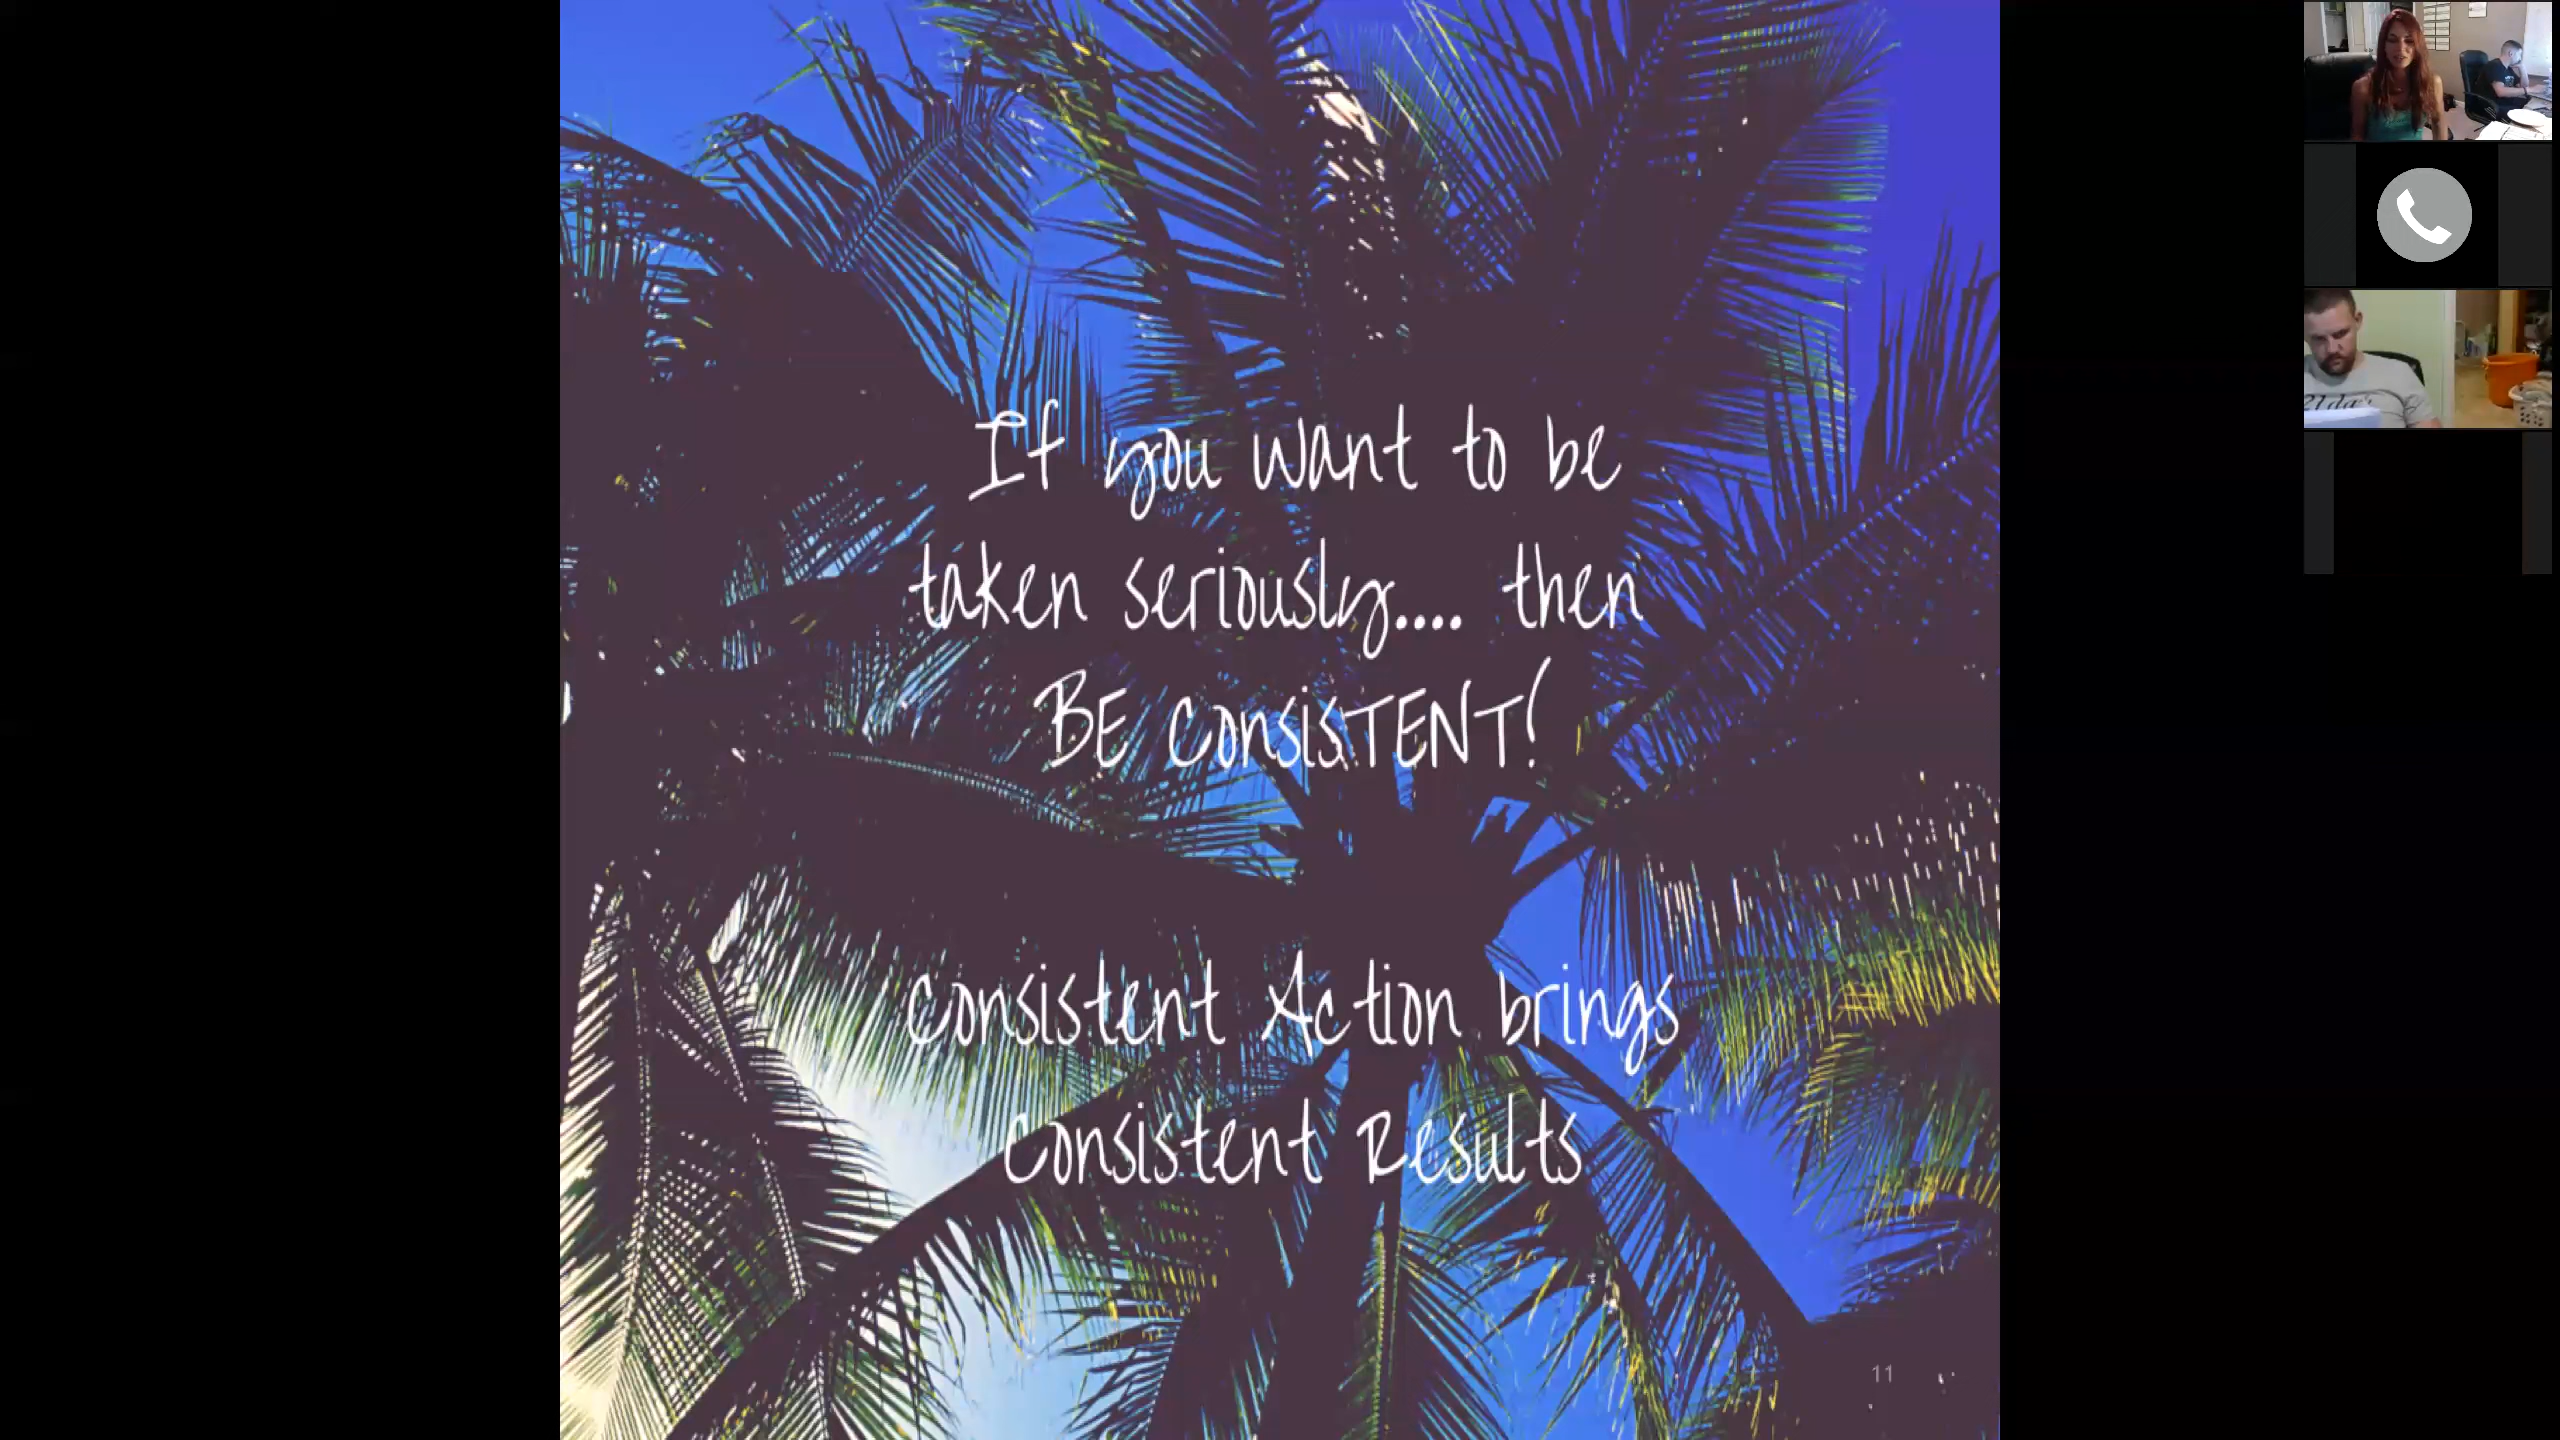 If you want to be
taken seriously.... then
BE consisTENT!
Consistent Action brings
Consistent Results
11